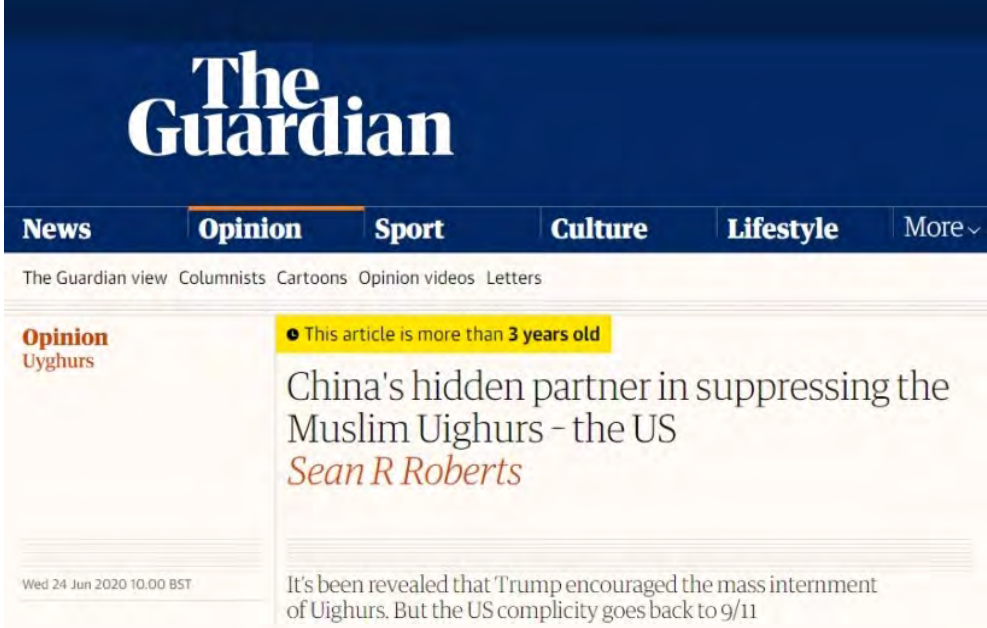 The
Guardian
News Opinion Sport Culture Lifestyle More
The Guardian view Columnists Cartoons Opinion videos Letters
Opinion
Uyghurs
This article is more than 3 years old
China's hidden partner in suppressing the
Muslim Uighurs – the US
Sean R Roberts
Wed 24 Jun 2020 10.00 BST
It's been revealed that Trump encouraged the mass internment
of Uighurs. But the US complicity goes back to 9/11